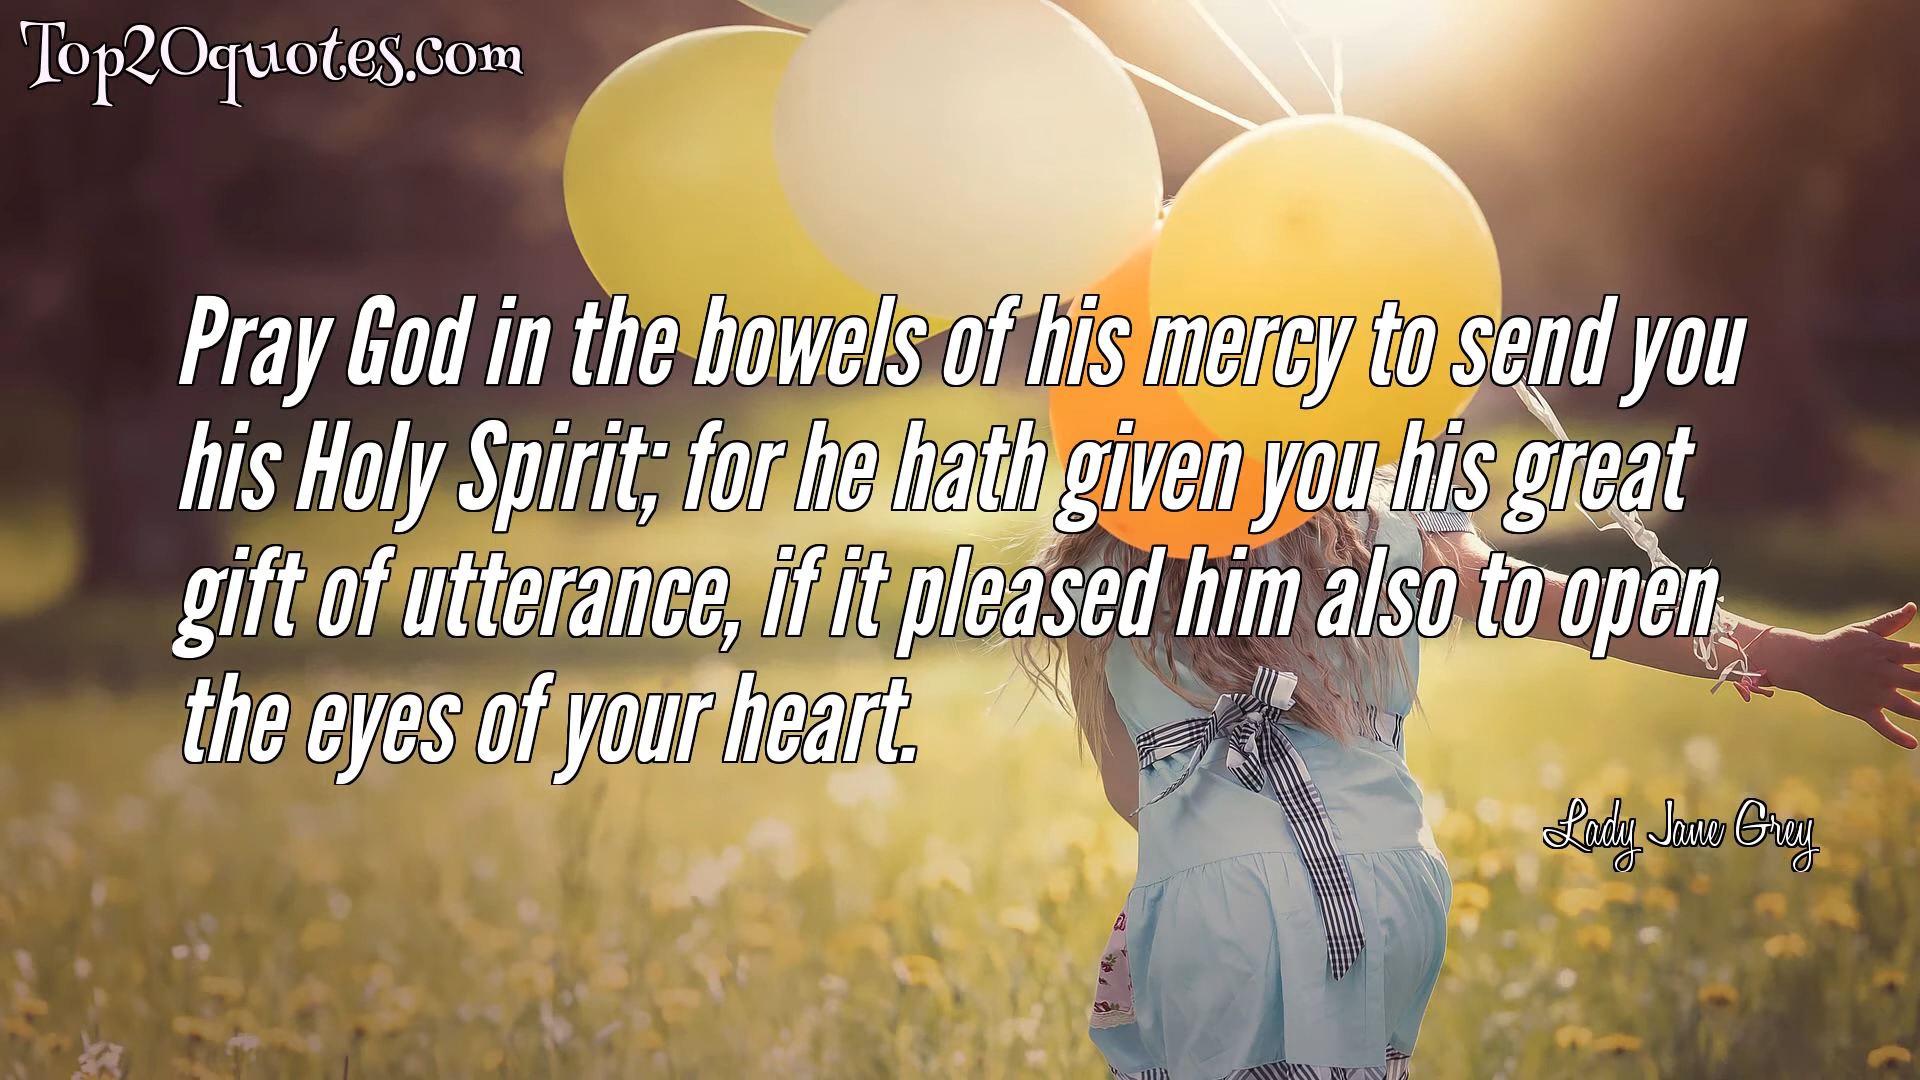 Top20quotes.com
Pray God in the bowels of his mercy to send you
his Holy Spirit; for he hath given you his great
gift of utterance, if it pleased him also to open
the eyes of your heart.
Lady Jane Grey